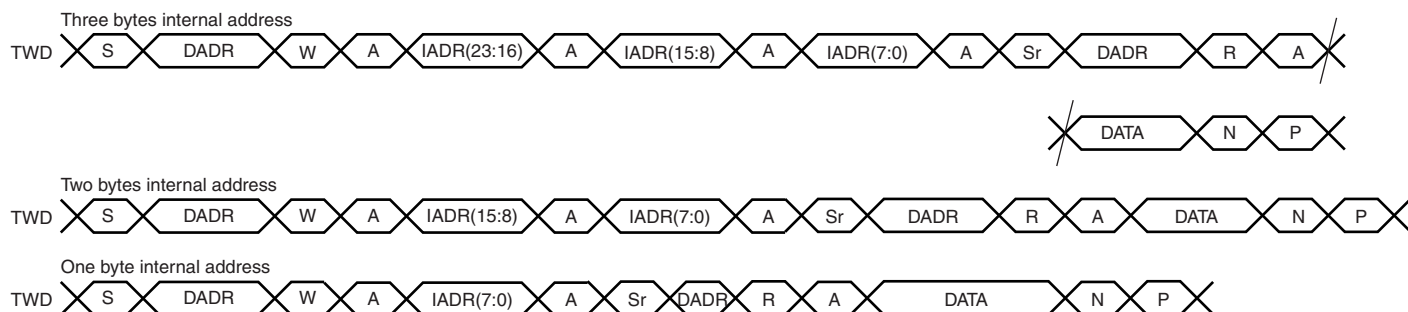 Three bytes internal address
TWD S DADR W A IADR(23:16) A IADR(15:8) A IADR(7:0) A Sr DADR R A
DATA N P
Two bytes internal address
TWD S DADR W A IADR(15:8) A IADR(7:0) A Sr DADR R A DATA N P
One byte internal address
TWD S DADR W A IADR(7:0) A Sr DADR R A DATA N P